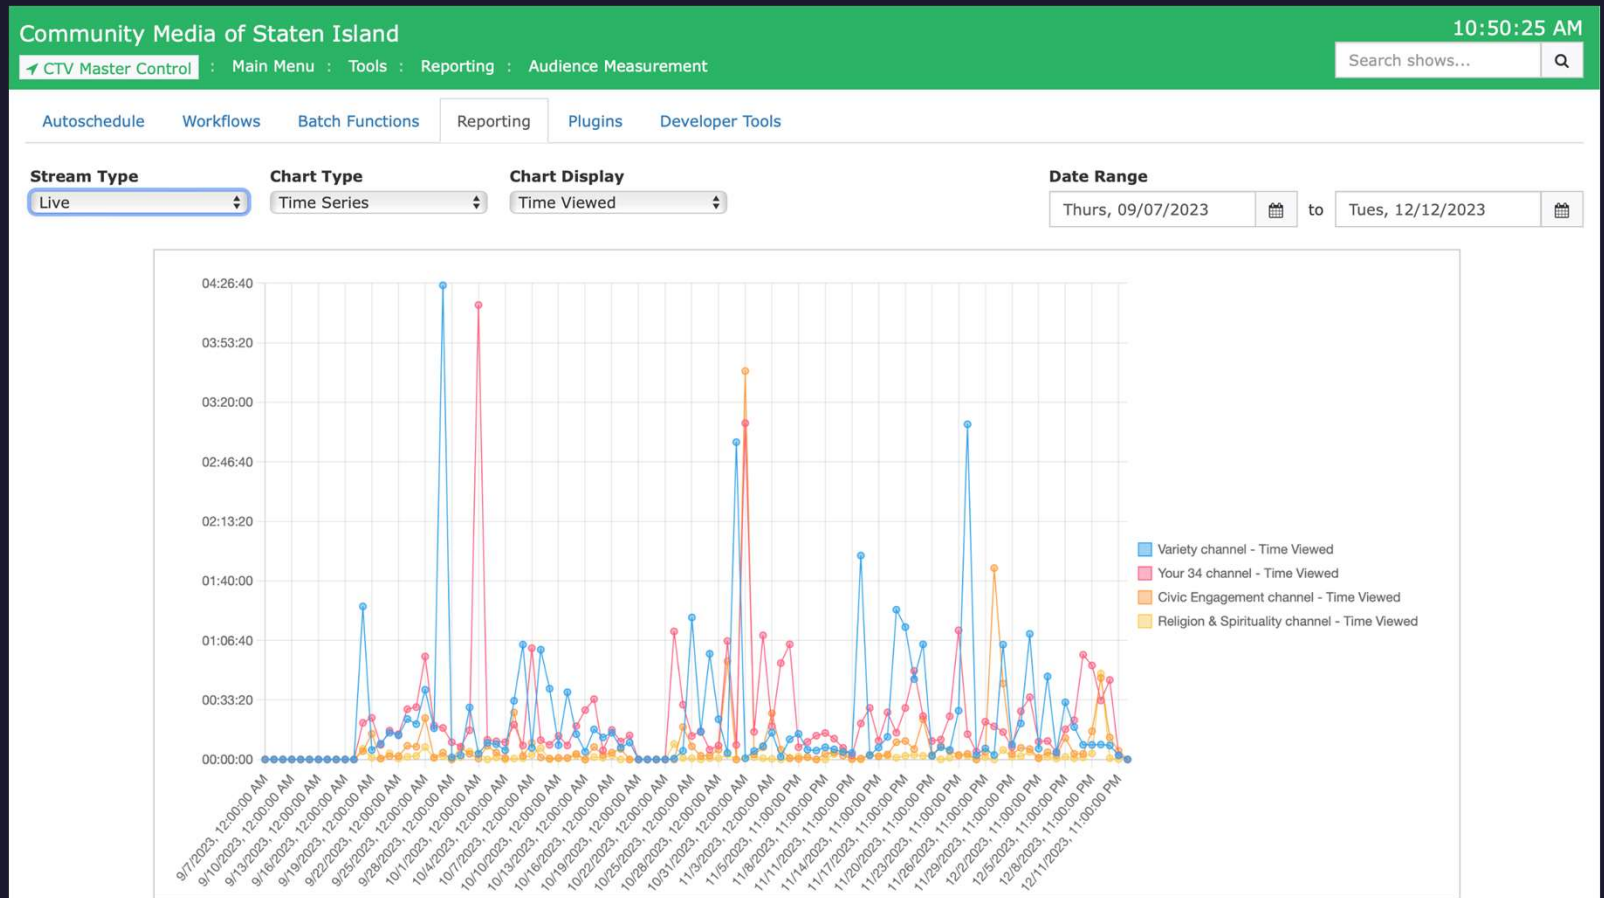 Community Media of Staten Island
10:50:25 AM
CTV Master Control : Main Menu : Tools : Reporting : Audience Measurement
Search shows...
Autoschedule Workflows Batch Functions Reporting Plugins Developer Tools
Stream Type Chart Type Chart Display Date Range
Live Time Series Time Viewed Thurs, 09/07/2023 to Tues, 12/12/2023
04:26:40
03:53:20
03:20:00
02:46:40
02:13:20
01:40:00
01:06:40
00:33:20
00:00:00
Variety channel - Time Viewed
Your 34 channel - Time Viewed
Civic Engagement channel - Time Viewed
Religion & Spirituality channel - Time Viewed
9/7/2023, 12:00:00 AM
9/10/2023, 12:00:00 AM
9/13/2023, 12:00:00 AM
9/16/2023, 12:00:00 AM
9/19/2023, 12:00:00 AM
9/22/2023, 12:00:00 AM
9/25/2023, 12:00:00 AM
9/28/2023, 12:00:00 AM
10/1/2023, 12:00:00 AM
10/4/2023, 12:00:00 AM
10/7/2023, 12:00:00 AM
10/10/2023, 12:00:00 AM
10/13/2023, 12:00:00 AM
10/16/2023, 12:00:00 AM
10/19/2023, 12:00:00 AM
10/22/2023, 12:00:00 AM
10/25/2023, 12:00:00 AM
10/28/2023, 12:00:00 AM
10/31/2023, 12:00:00 AM
11/3/2023, 12:00:00 AM
11/5/2023, 11:00:00 PM
11/8/2023, 11:00:00 PM
11/11/2023, 11:00:00 PM
11/14/2023, 11:00:00 PM
11/17/2023, 11:00:00 PM
11/20/2023, 11:00:00 PM
11/23/2023, 11:00:00 PM
11/26/2023, 11:00:00 PM
11/29/2023, 11:00:00 PM
12/2/2023, 11:00:00 PM
12/5/2023, 11:00:00 PM
12/8/2023, 11:00:00 PM
12/11/2023, 11:00:00 PM